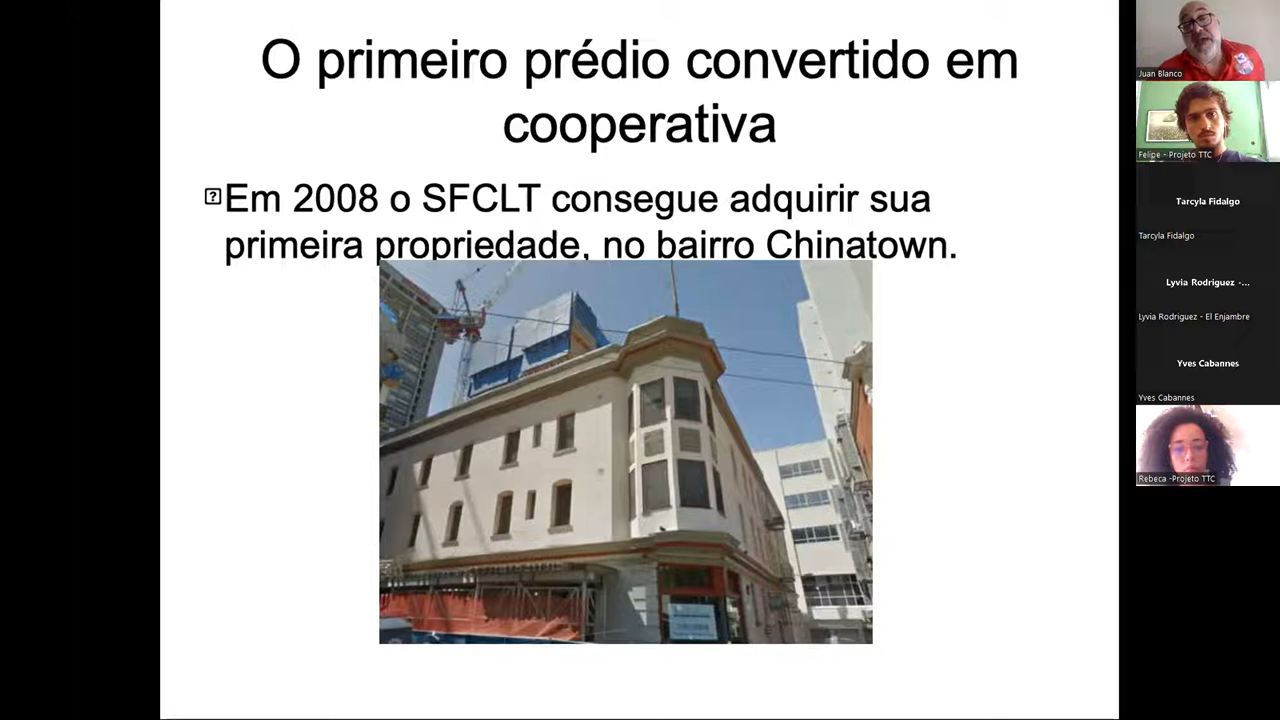 O primeiro prédio convertido em
cooperativa
Em 2008 o SFCLT consegue adquirir sua
primeira propriedade, no bairro Chinatown.
Juan Blanco
Felipe - Projeto TTC
Tarcyla Fidalgo
Tarcyla Fidalgo
Lyvia Rodriguez -...
Lyvia Rodriguez - El Enjambre
Yves Cabannes
Yves Cabannes
Rebeca -Projeto TTC